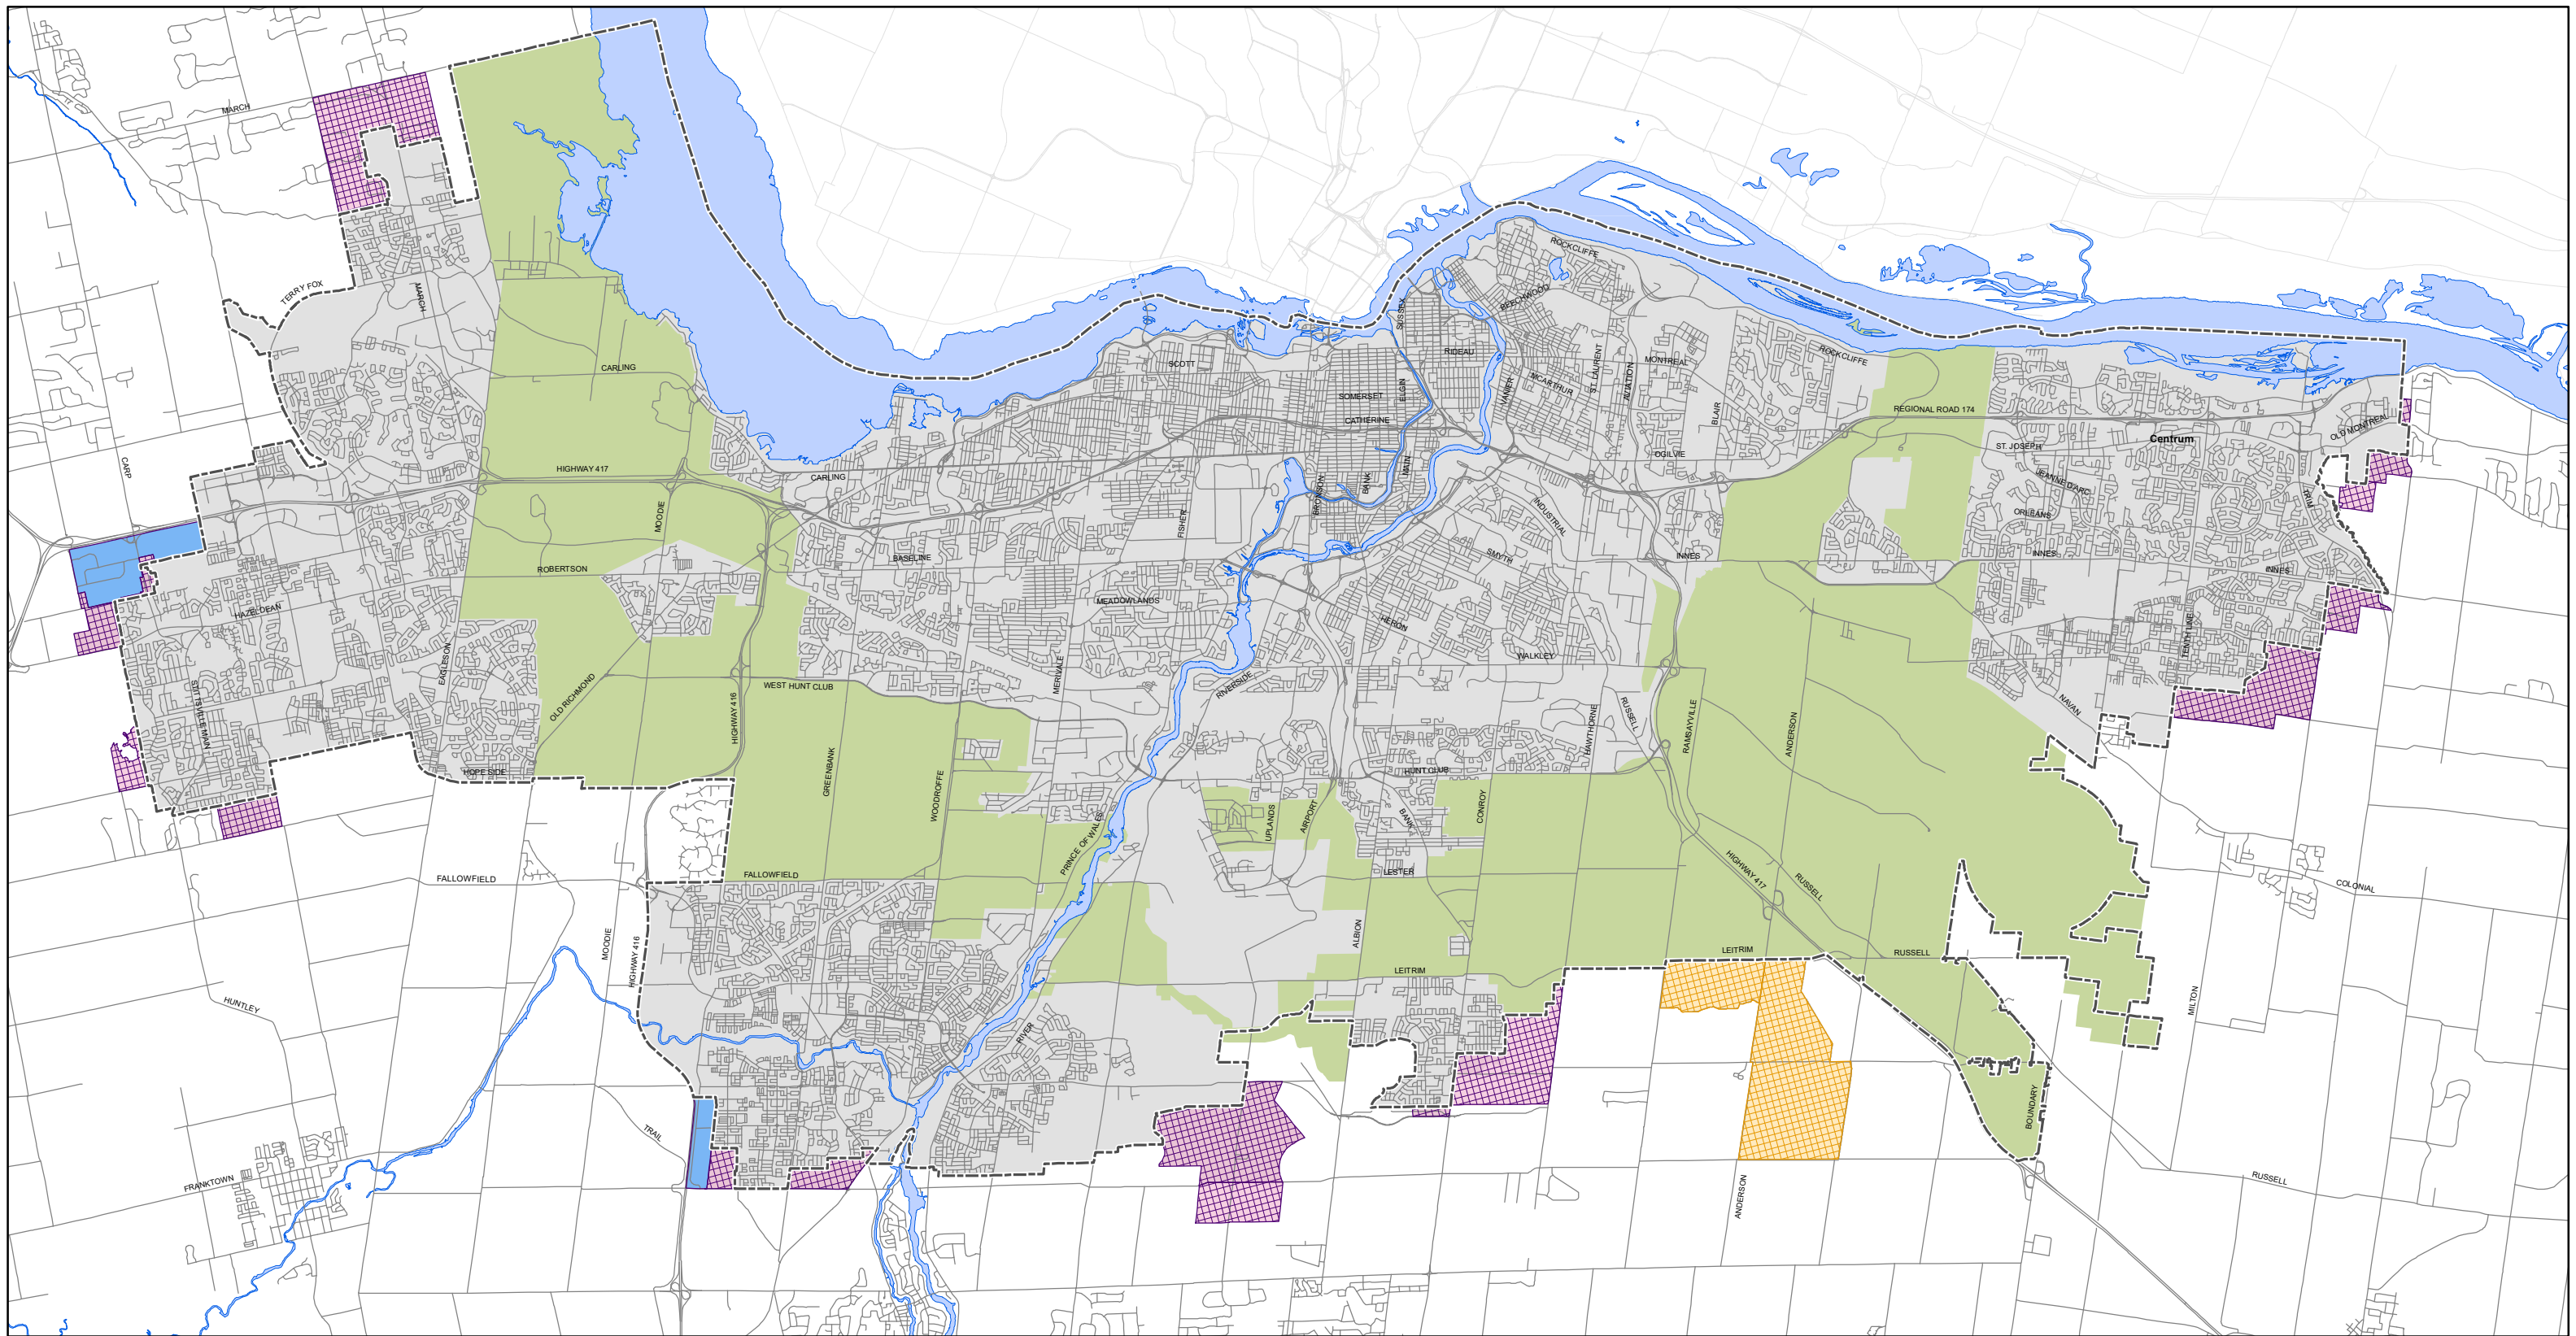 MARCH
TERRY FOX
MARCH
ROCKCLIFFE
BEECHWOOD
SUSSEX
CARLING
SCOTT
RIDEAU
ST. LAURENT
MONTREAL
ROCKCLIFFE
AVIATION
VANIER
MCARTHUR
ELGIN
SOMERSET
CATHERINE
BLAIR
REGIONAL ROAD 174
OLD MONTREAL
Centrum
ST. JOSEPH
CARP
HIGHWAY 417
CARLING
MAIN
OGILVIE
BANK
BRONSON
JEANNE D'ARC
TRIM
MOODIE
FISHER
INDUSTRIAL
ORLEANS
BASELINE
SMYTH
INNES
INNES
INNES
ROBERTSON
HAZELDEAN
MEADOWLANDS
HERON
TENTH LINE
EAGLESON
WALKLEY
MERIVALE
STITTSVILLE MAIN
OLD RICHMOND
WEST HUNT CLUB
RIVERSIDE
HIGHWAY 416
RUSSELL
RAMSAYVILLE
NAVAN
HAWTHORNE
ANDERSON
HOPE SIDE
GREENBANK
WOODROFFE
HUNT CLUB
CONROY
UPLANDS
AIRPORT
BANK
PRINCE OF WALES
FALLOWFIELD
FALLOWFIELD
LESTER
HIGHWAY 417
RUSSELL
COLONIAL
ALBION
MOODIE
HIGHWAY 416
LEITRIM
RUSSELL
LEITRIM
HUNTLEY
MILTON
RIVER
BOUNDARY
TRAIL
FRANKTOWN
ANDERSON
RUSSELL